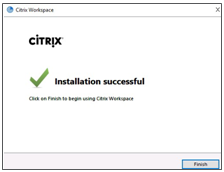 Citrix Workspace
X
CITRIX
Installation successful
Click on Finish to begin using Citrix Workspace
Finish